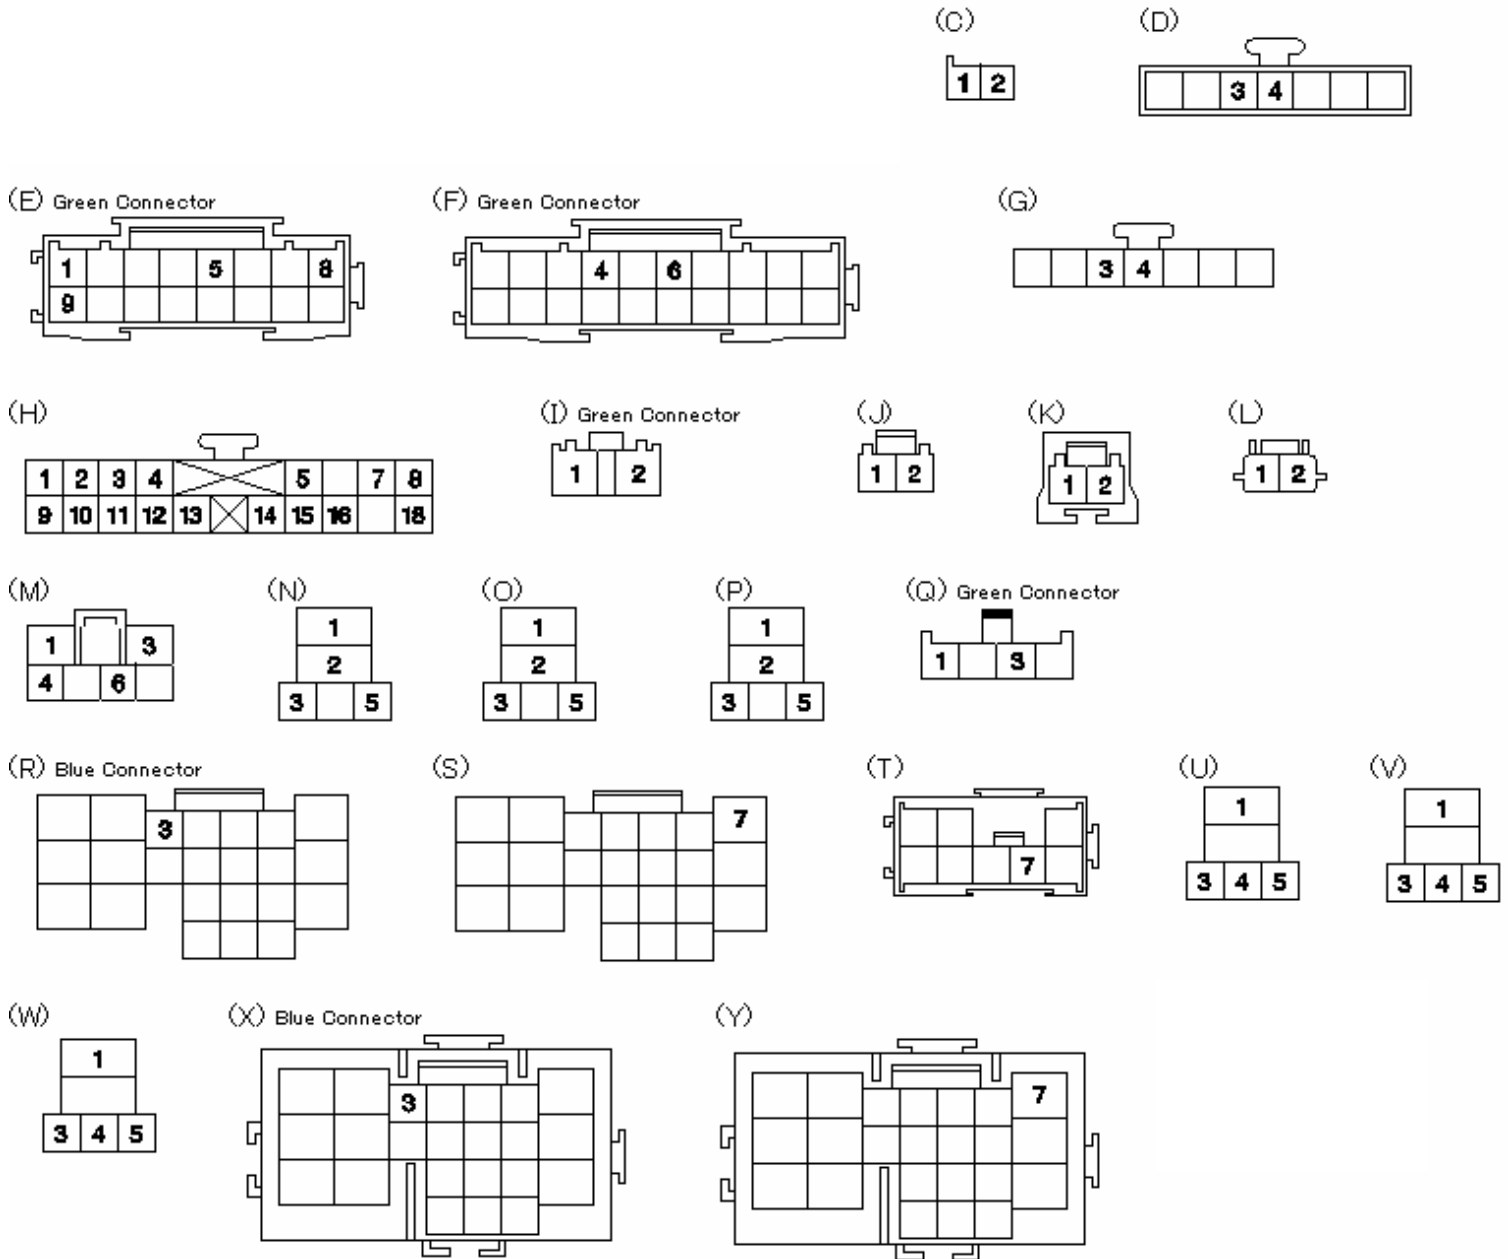 (C) (D)
1 2 3 4
(E) Green Connector (F) Green Connector (G)
1 5 8 4 6 3 4
9
(H) (I) Green Connector (J) (K) (L)
1 2 3 4 5 7 8 1 2 1 2 1 2 1 2
9 10 11 12 13 14 15 16 18
(M) (N) (O) (P) (Q) Green Connector
1 3 1 1 1
4 6 2 2 2 1 3
3 5 3 5 3 5
(R) Blue Connector (S) (T) (U) (V)
3 7 1 1
7
3 4 5 3 4 5
(W) (X) Blue Connector (Y)
1 3 7
3 4 5